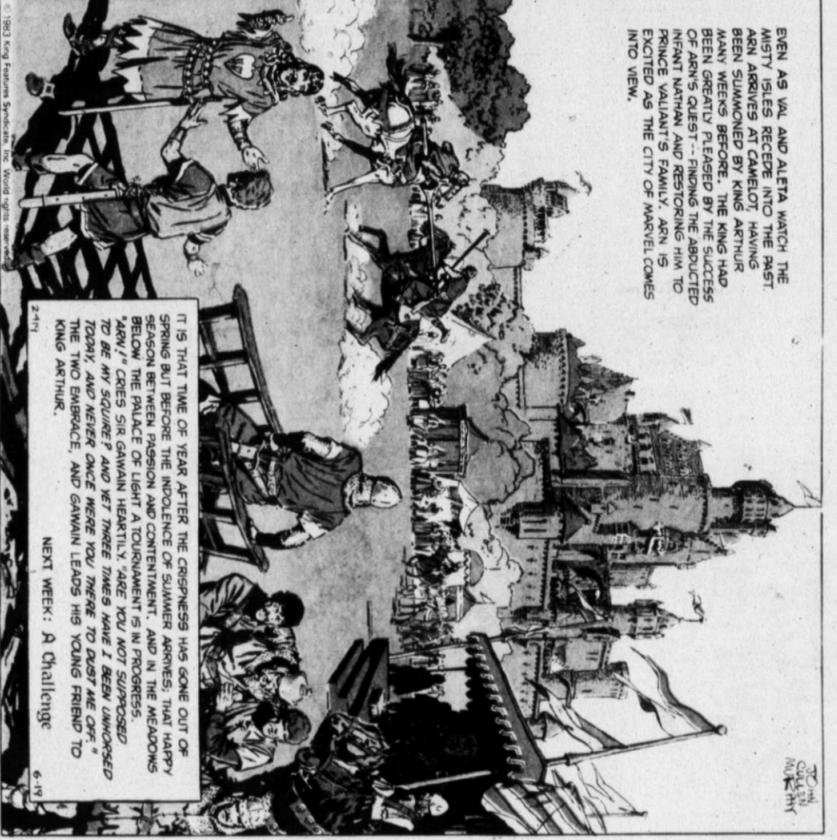 EVEN AS VAL AND ALETA WATCH THE
MISTY ISLES RECEDE INTO THE PAST,
ARN ARRIVES AT CAMELOT, HAVING
BEEN SUMMONED BY KING ARTHUR
MANY WEEKS BEFORE. THE KING HAD
BEEN GREATLY PLEASED BY THE SUCCESS
OF ARN'S QUEST -- FINDING THE ABDUCTED
INFANT NATHAN AND RESTORING HIM TO
PRINCE VALIANT'S FAMILY. ARN IS
EXCITED AS THE CITY OF MARVEL COMES
INTO VIEW.
JOHN
CULLEN
MURPHY
IT IS THAT TIME OF YEAR AFTER THE CRISPNESS HAS GONE OUT OF
SPRING BUT BEFORE THE INDOLENCE OF SUMMER ARRIVES; THAT HAPPY
SEASON BETWEEN PASSION AND CONTENTMENT. AND IN THE MEADOWS
BELOW THE PALACE OF LIGHT A TOURNAMENT IS IN PROGRESS.
"ARN!" CRIES SIR GAWAIN HEARTILY, "ARE YOU NOT SUPPOSED
TO BE MY SQUIRE? AND YET THREE TIMES HAVE I BEEN UNHORSED
TODAY, AND NEVER ONCE WERE YOU THERE TO DUST ME OFF."
THE TWO EMBRACE, AND GAWAIN LEADS HIS YOUNG FRIEND TO
KING ARTHUR.
NEXT WEEK: A Challenge
2419
6-19
© 1983 King Features Syndicate, Inc. World rights reserved.